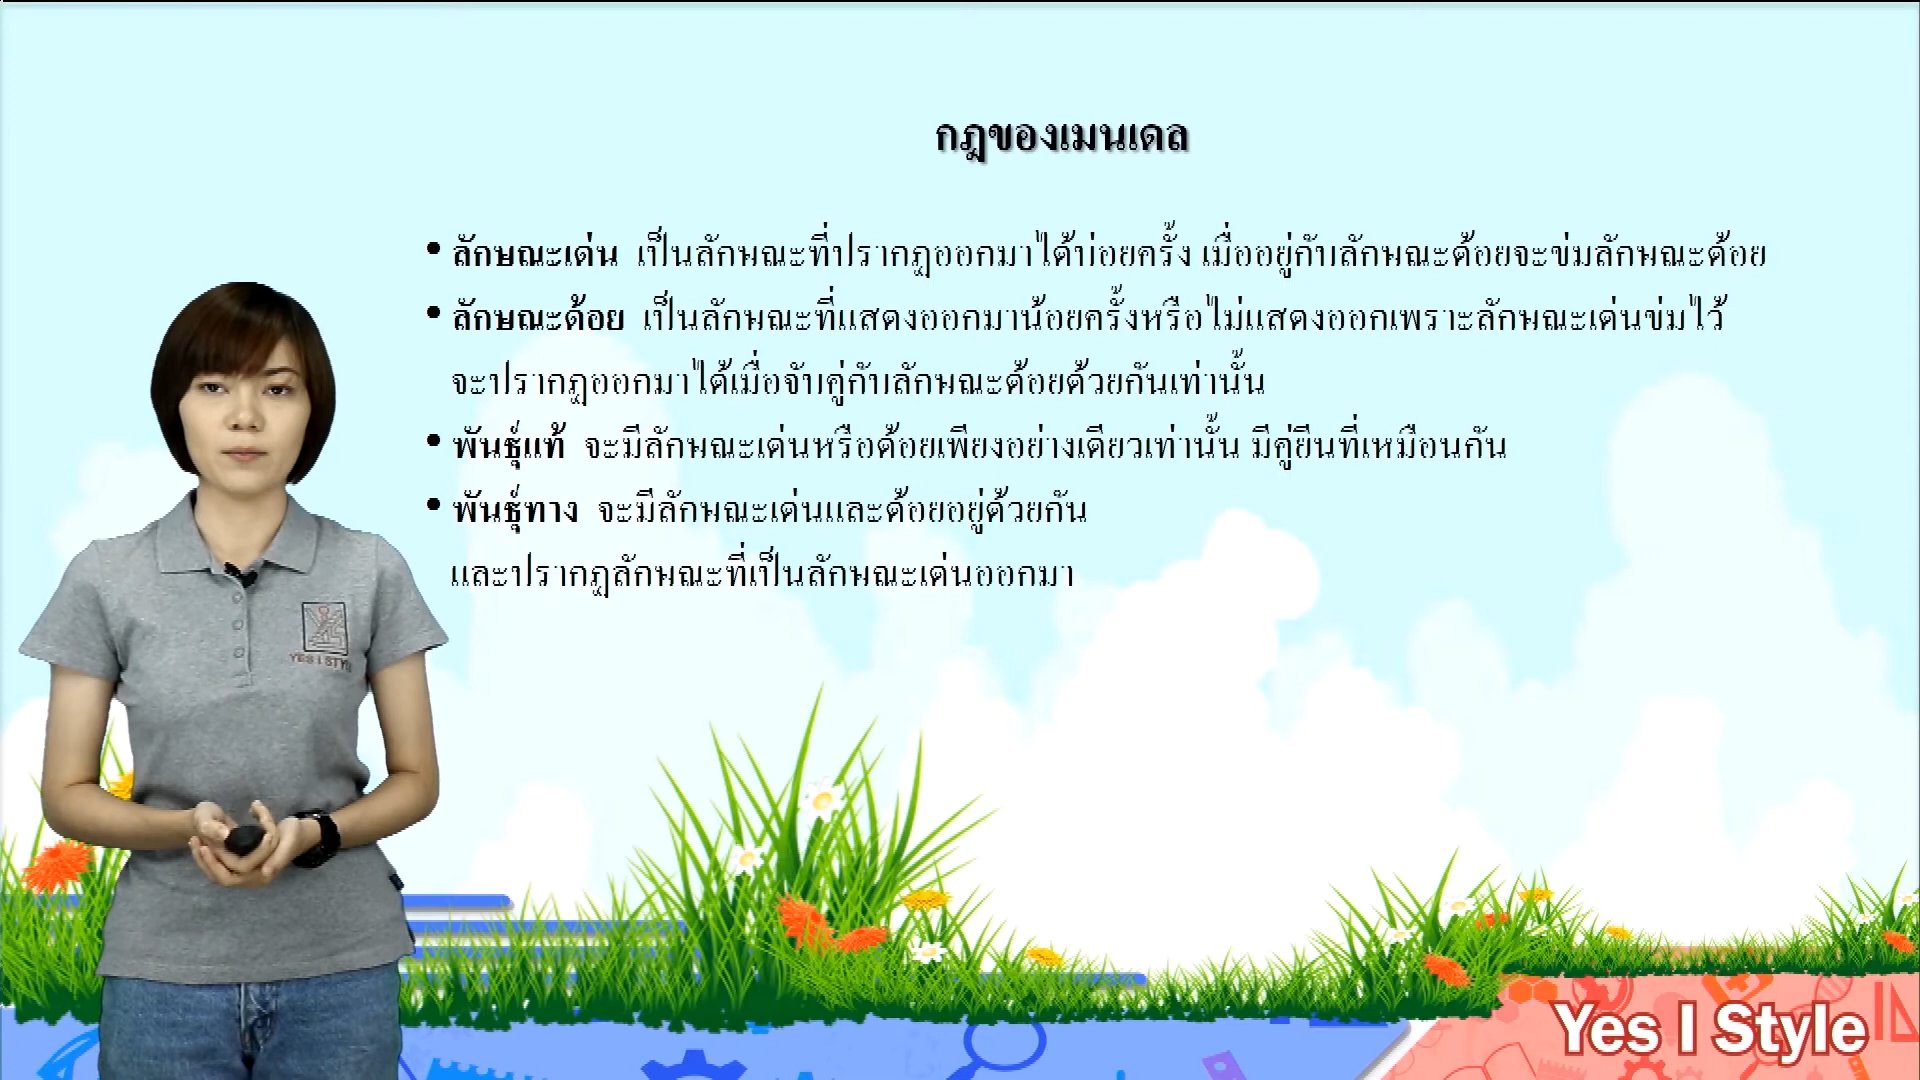 กฎของเมนเดล
• ลักษณะเด่น เป็นลักษณะที่ปรากฏออกมาได้บ่อยครั้ง เมื่ออยู่กับลักษณะด้อยจะข่มลักษณะด้อย
• ลักษณะด้อย เป็นลักษณะที่แสดงออกมาน้อยครั้งหรือไม่แสดงออกเพราะลักษณะเด่นข่มไว้
จะปรากฏออกมาได้เมื่อจับคู่กับลักษณะด้อยด้วยกันเท่านั้น
• พันธุ์แท้ จะมีลักษณะเด่นหรือด้อยเพียงอย่างเดียวเท่านั้น มีคู่ยีนที่เหมือนกัน
• พันธุ์ทาง จะมีลักษณะเด่นและด้อยอยู่ด้วยกัน
และปรากฏลักษณะที่เป็นลักษณะเด่นออกมา
YES I STYLE
Yes I Style